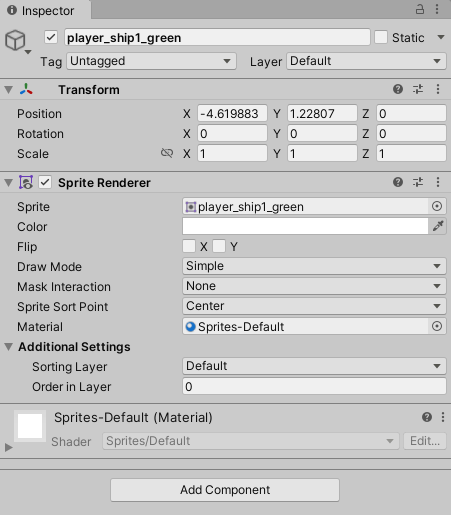 Inspector
player_ship1_green Static
Tag Untagged Layer Default
Transform
Position X -4.619883 Y 1.22807 Z 0
Rotation X 0 Y 0 Z 0
Scale X 1 Y 1 Z 1
Sprite Renderer
Sprite player_ship1_green
Color
Flip X Y
Draw Mode Simple
Mask Interaction None
Sprite Sort Point Center
Material Sprites-Default
Additional Settings
Sorting Layer Default
Order in Layer 0
Sprites-Default (Material)
Shader Sprites/Default Edit...
Add Component